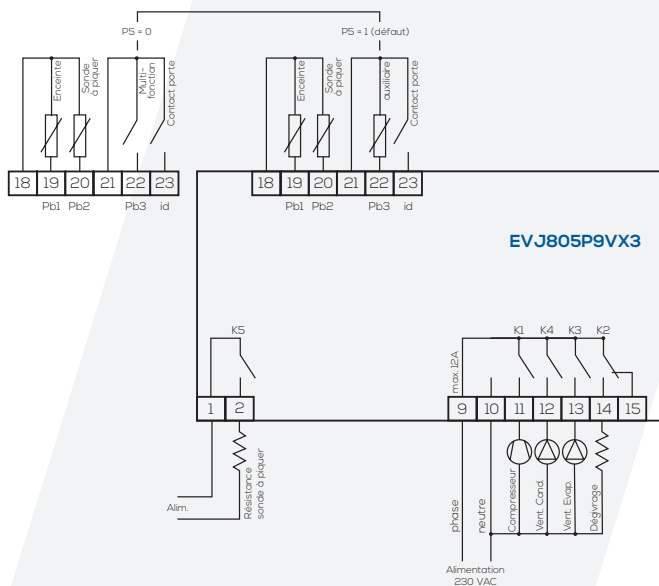 P5 = 0
P5 = 1 (défaut)
Enceinte
Sonde
à piquer
Multi-
fonction
Contact porte
Enceinte
Sonde
à piquer
auxiliaire
Contact porte
18 19 20 21 22 23
18 19 20 21 22 23
Pb1 Pb2 Pb3 id
Pb1 Pb2 Pb3 id
EVJ805P9VX3
K5
K1 K4 K3 K2
max. 12A
1 2
9 10 11 12 13 14 15
Résistance
sonde à piquer
Alim.
phase
neutre
Compresseur
Vent. Cond.
Vent. Evap.
Dégivrage
Alimentation
230 VAC